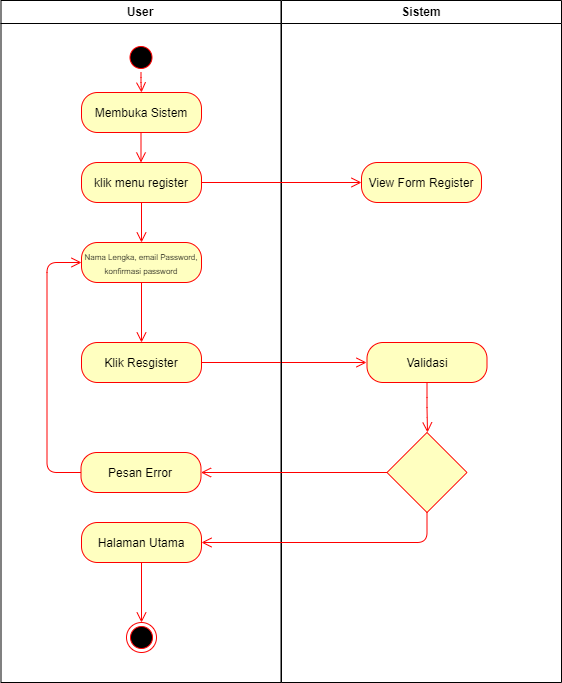 User
Sistem
Membuka Sistem
klik menu register
View Form Register
Nama Lengka, email Password,
konfirmasi password
Klik Resgister
Validasi
Pesan Error
Halaman Utama